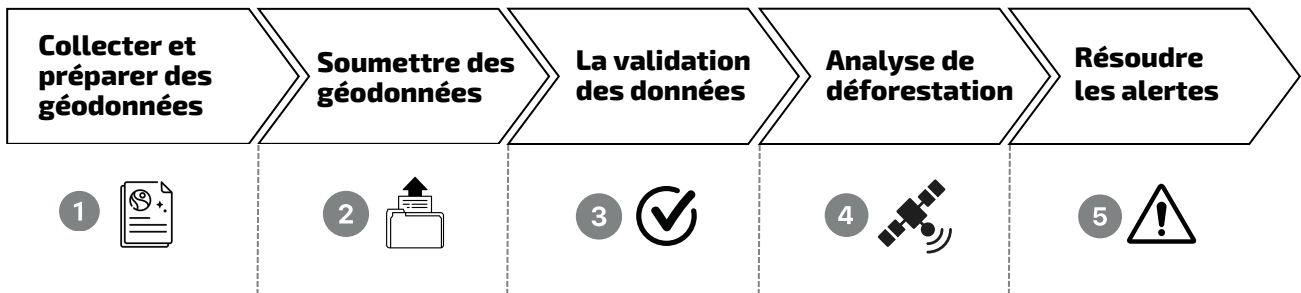 Collecter et
préparer des
géodonnées
Soumettre des
géodonnées
La validation
des données
Analyse de
déforestation
Résoudre
les alertes
1
2
3
4
5